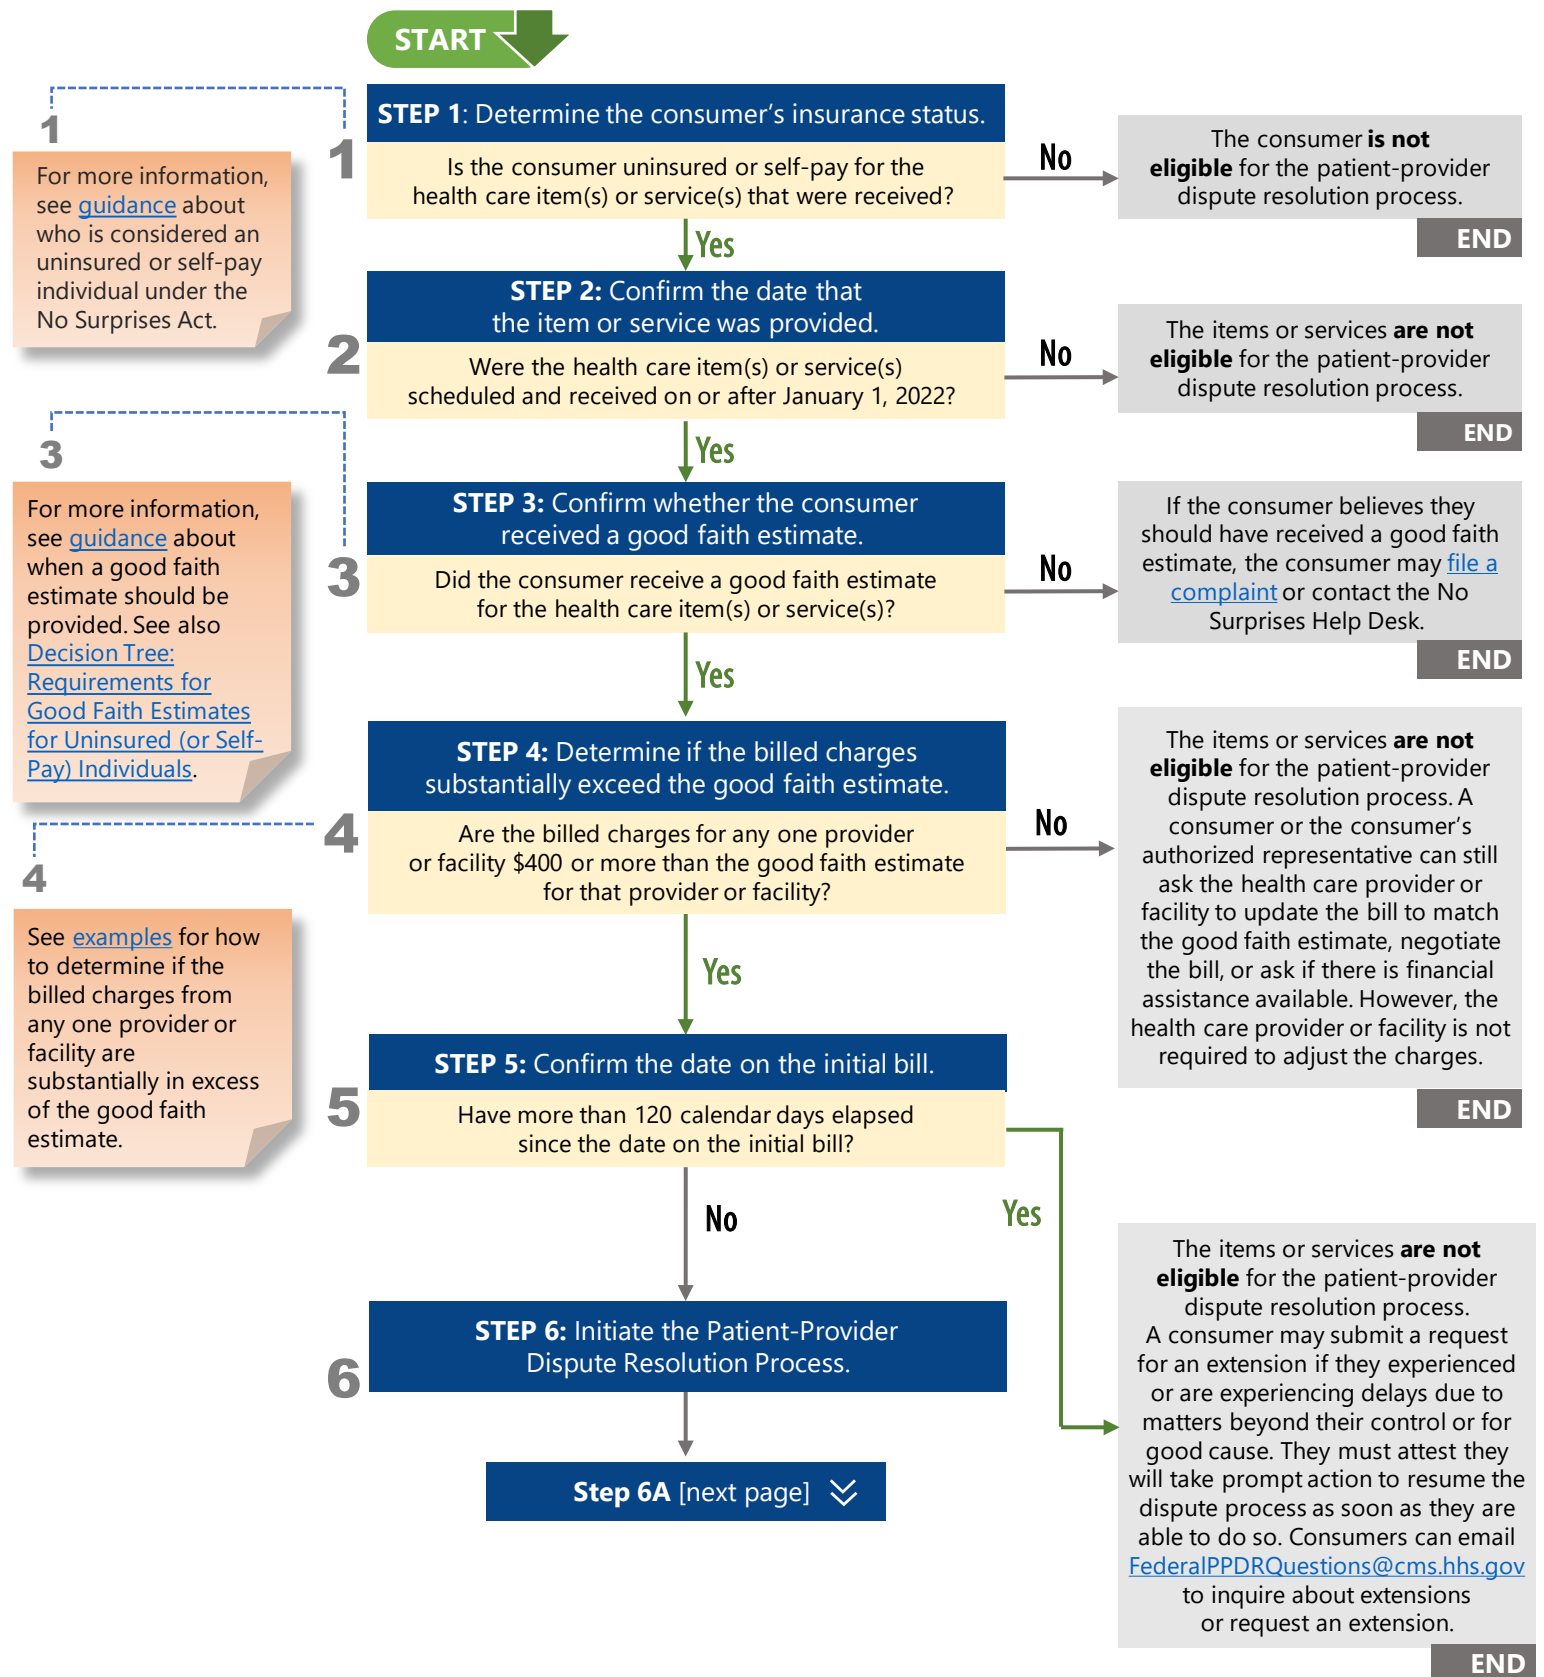 START
STEP 1: Determine the consumer's insurance status.
1
Is the consumer uninsured or self-pay for the
health care item(s) or service(s) that were received?
No
The consumer is not
eligible for the patient-provider
dispute resolution process.
END
1
For more information,
see guidance about
who is considered an
uninsured or self-pay
individual under the
No Surprises Act.
Yes
STEP 2: Confirm the date that
the item or service was provided.
2
Were the health care item(s) or service(s)
scheduled and received on or after January 1, 2022?
No
The items or services are not
eligible for the patient-provider
dispute resolution process.
END
Yes
3
For more information,
see guidance about
when a good faith
estimate should be
provided. See also
Decision Tree:
Requirements for
Good Faith Estimates
for Uninsured (or Self-
Pay) Individuals.
STEP 3: Confirm whether the consumer
received a good faith estimate.
3
Did the consumer receive a good faith estimate
for the health care item(s) or service(s)?
No
If the consumer believes they
should have received a good faith
estimate, the consumer may file a
complaint or contact the No
Surprises Help Desk.
END
Yes
STEP 4: Determine if the billed charges
substantially exceed the good faith estimate.
4
Are the billed charges for any one provider
or facility $400 or more than the good faith estimate
for that provider or facility?
No
The items or services are not
eligible for the patient-provider
dispute resolution process. A
consumer or the consumer's
authorized representative can still
ask the health care provider or
facility to update the bill to match
the good faith estimate, negotiate
the bill, or ask if there is financial
assistance available. However, the
health care provider or facility is not
required to adjust the charges.
END
4
See examples for how
to determine if the
billed charges from
any one provider or
facility are
substantially in excess
of the good faith
estimate.
Yes
STEP 5: Confirm the date on the initial bill.
5
Have more than 120 calendar days elapsed
since the date on the initial bill?
No
Yes
The items or services are not
eligible for the patient-provider
dispute resolution process.
A consumer may submit a request
for an extension if they experienced
or are experiencing delays due to
matters beyond their control or for
good cause. They must attest they
will take prompt action to resume the
dispute process as soon as they are
able to do so. Consumers can email
FederalPPDRQuestions@cms.hhs.gov
to inquire about extensions
or request an extension.
END
STEP 6: Initiate the Patient-Provider
Dispute Resolution Process.
6
Step 6A [next page]